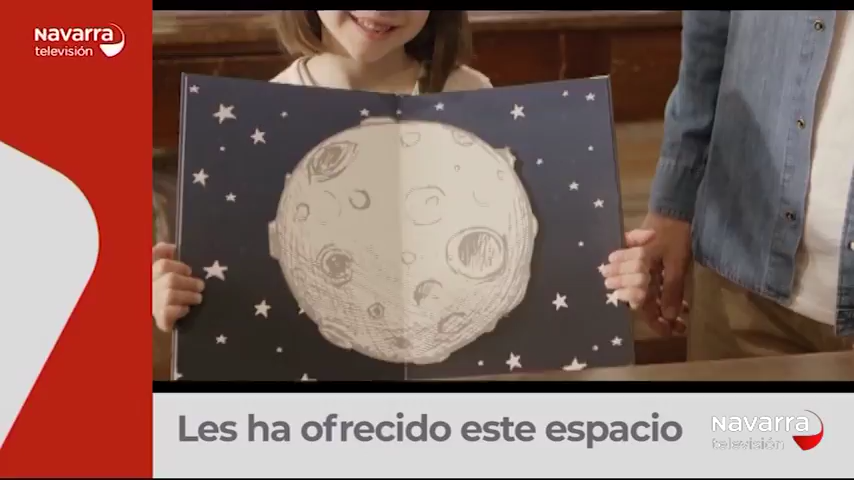 Navarra
televisión
Les ha ofrecido este espacio
Navarra
televisión